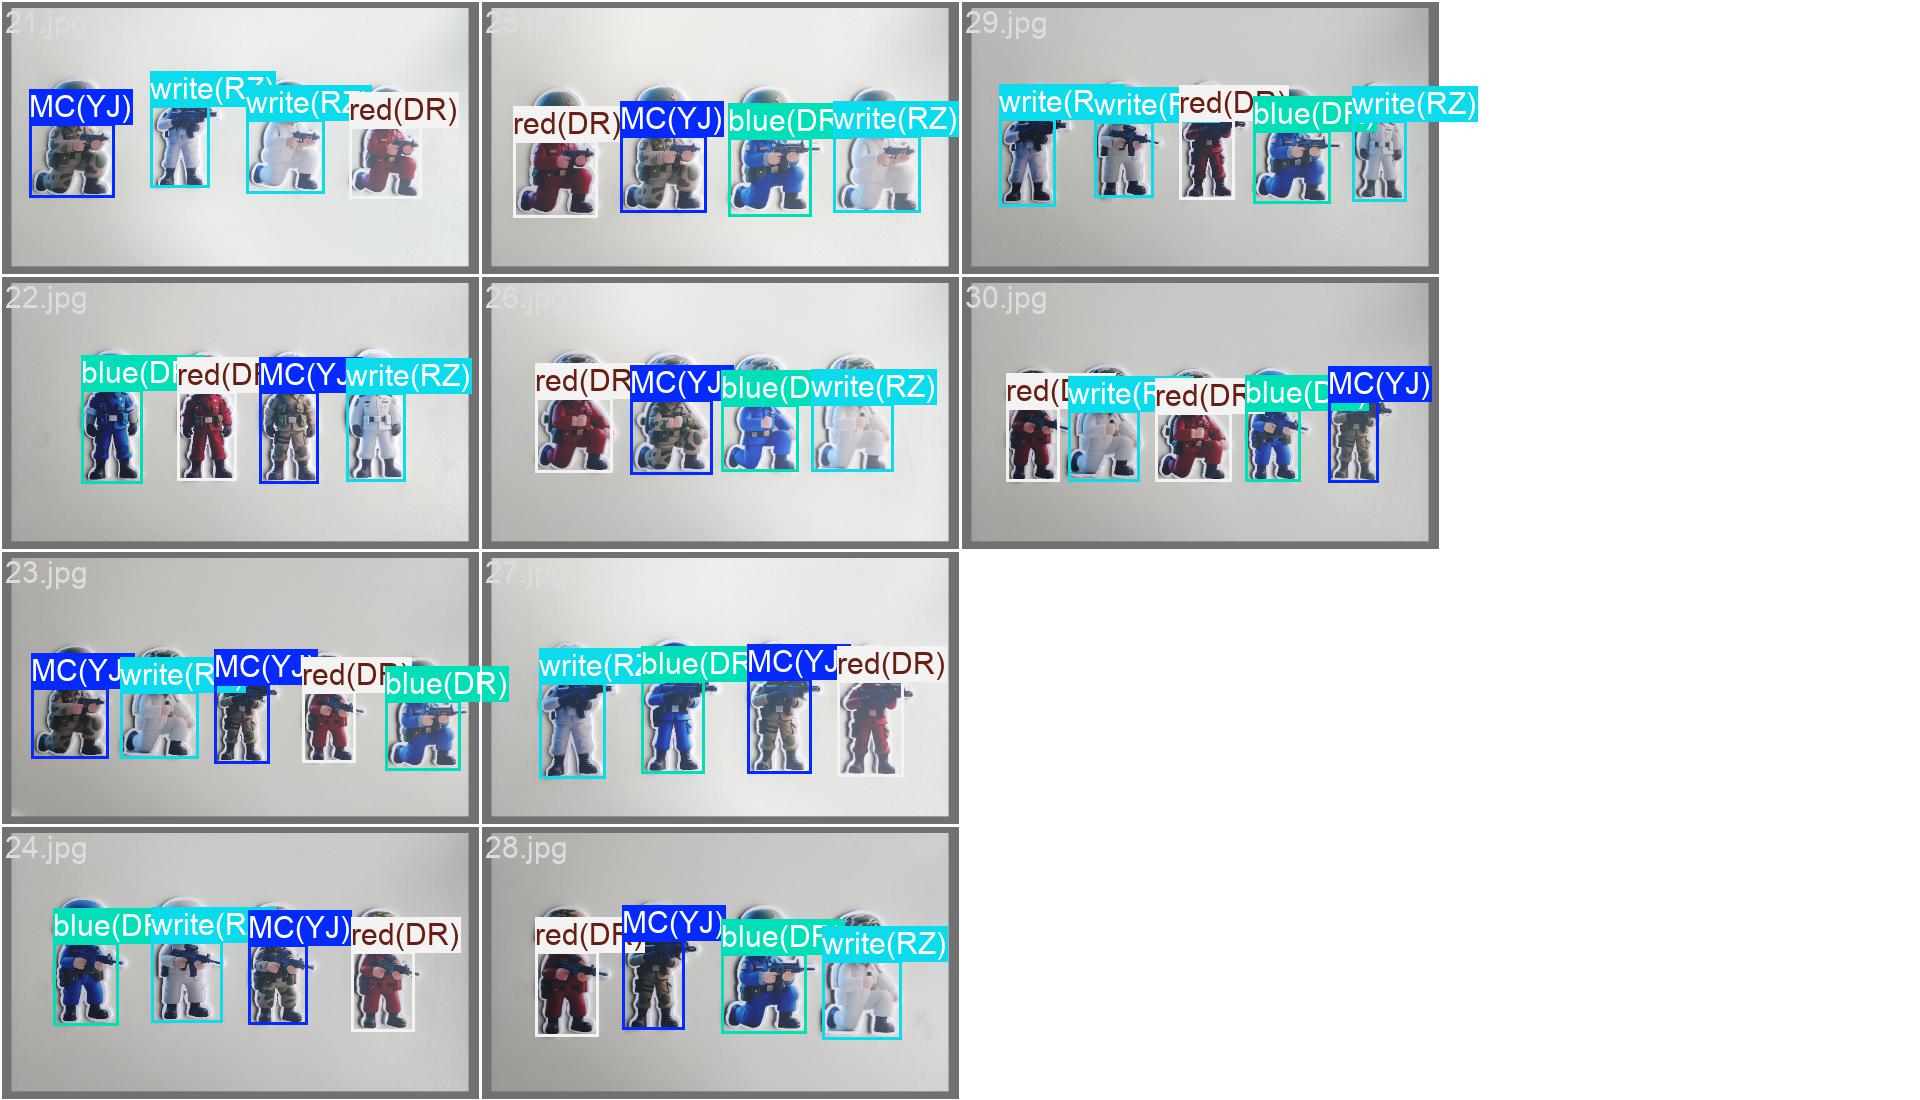 21.jpg
MC(YJ)
write(RZ)
write(RZ
red(DR)
25.jpg
red(DR)
MC(YJ)
blue(DR
write(RZ)
29.jpg
write(R
write(F
red(DR)
blue(DR)
write(RZ)
22.jpg
blue(DR
red(DR
MC(YJ
write(RZ)
26.jpg
red(DR
MC(YJ
blue(D
write(RZ)
30.jpg
red(D
write(F
red(DR
blue(D
MC(YJ)
23.jpg
MC(YJ
write(R
MC(YJ
red(DR)
blue(DR)
27.jpg
write(RZ
blue(DR
MC(YJ
red(DR)
24.jpg
blue(DR
write(R
MC(YJ)
red(DR)
28.jpg
red(DR)
MC(YJ)
blue(DR
write(RZ)